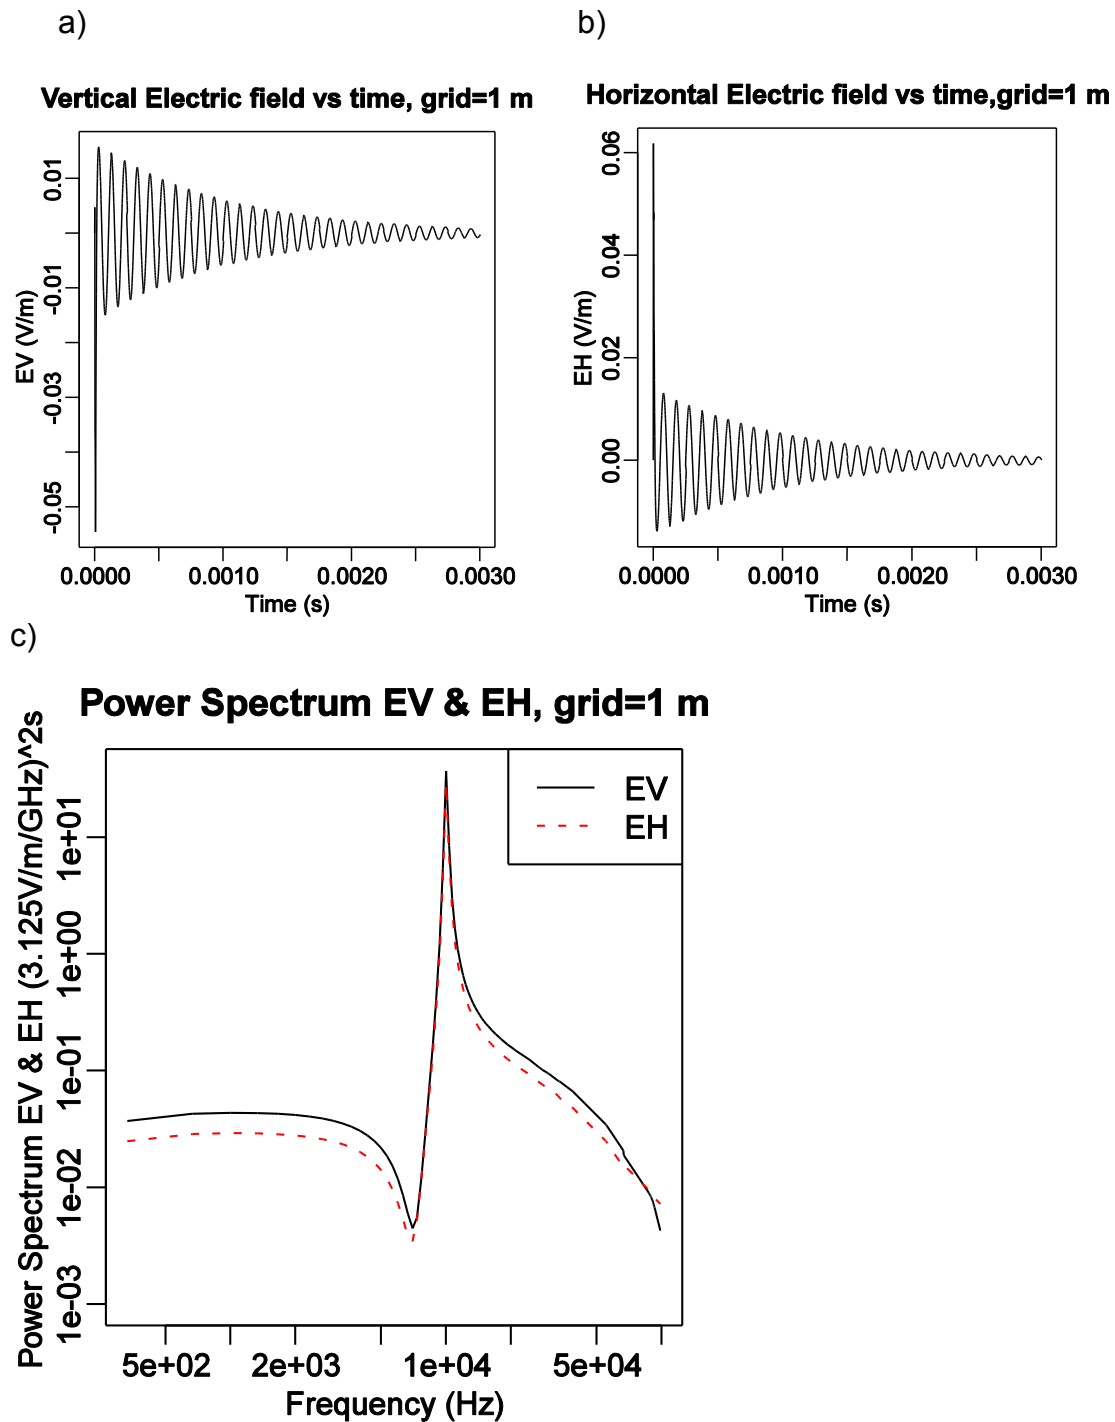 a)
b)
Vertical Electric field vs time, grid=1 m
Horizontal Electric field vs time,grid=1 m
EV (V/m)
0.01
-0.01
-0.03
-0.05
0.0000
0.0010
0.0020
0.0030
Time (s)
EH (V/m)
0.06
0.04
0.02
0.00
0.0000
0.0010
0.0020
0.0030
Time (s)
c)
Power Spectrum EV & EH, grid=1 m
Power Spectrum EV & EH (3.125V/m/GHz)^2s
1e+01
1e+00
1e-01
1e-02
1e-03
EV
EH
5e+02
2e+03
1e+04
5e+04
Frequency (Hz)